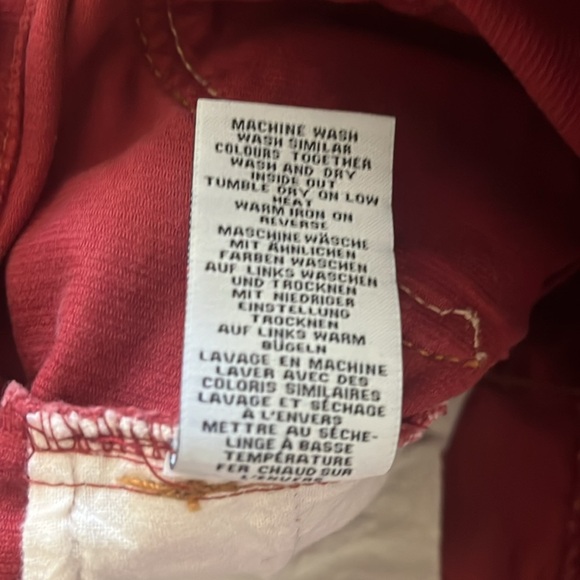 MACHINE WASH
WASH SIMILAR
COLOURS TOGETHER
WASH AND DRY
INSIDE OUT
TUMBLE DRY ON LOW
HEAT
WARM IRON ON
REVERSE
MASCHINEWÄSCHE
MIT ÄHNLICHEN
FARBEN WASCHEN
AUF LINKS WASCHEN
UND TROCKNEN
MIT NIEDRIGER
EINSTELLUNG
TROCKNEN
AUF LINKS WARM
BÜGELN
LAVAGE EN MACHINE
LAVER AVEC DES
COLORIS SIMILAIRES
LAVAGE ET SÉCHAGE
À L'ENVERS
METTRE AU SÈCHE-
LINGE À BASSE
TEMPÉRATURE
FER CHAUD SUR
L'ENVERS